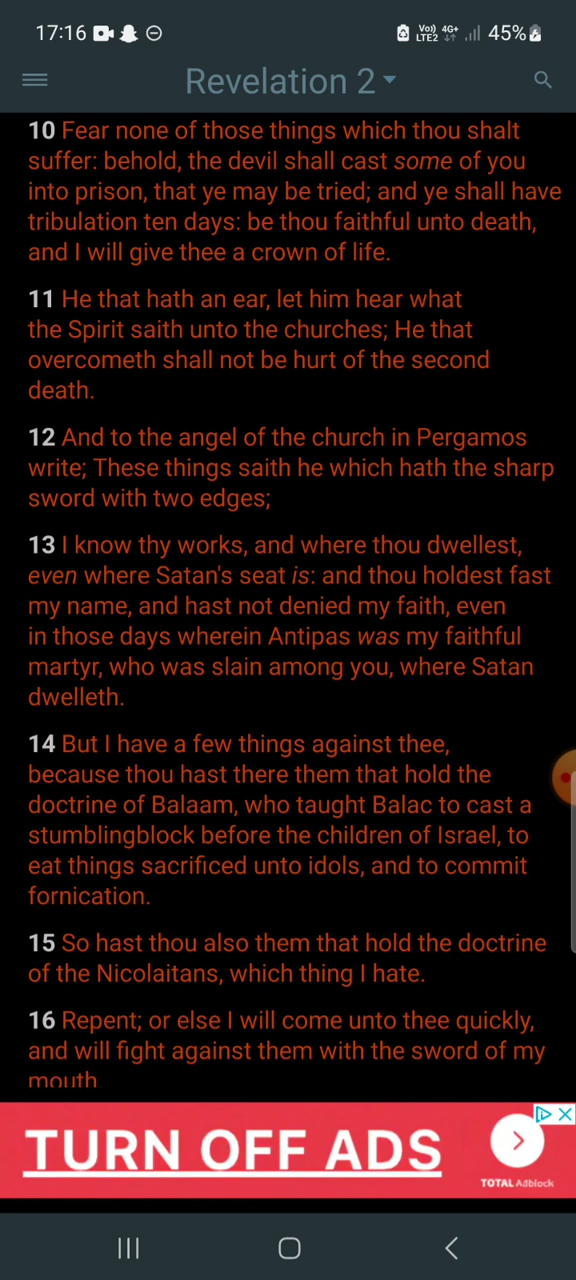 17:16
Vo)) 4G+
LTE2
45%
Revelation 2
10 Fear none of those things which thou shalt
suffer: behold, the devil shall cast some of you
into prison, that ye may be tried; and ye shall have
tribulation ten days: be thou faithful unto death,
and I will give thee a crown of life.
11 He that hath an ear, let him hear what
the Spirit saith unto the churches; He that
overcometh shall not be hurt of the second
death.
12 And to the angel of the church in Pergamos
write; These things saith he which hath the sharp
sword with two edges;
13 I know thy works, and where thou dwellest,
even where Satan's seat is: and thou holdest fast
my name, and hast not denied my faith, even
in those days wherein Antipas was my faithful
martyr, who was slain among you, where Satan
dwelleth.
14 But I have a few things against thee,
because thou hast there them that hold the
doctrine of Balaam, who taught Balac to cast a
stumblingblock before the children of Israel, to
eat things sacrificed unto idols, and to commit
fornication.
15 So hast thou also them that hold the doctrine
of the Nicolaitans, which thing I hate.
16 Repent; or else I will come unto thee quickly,
and will fight against them with the sword of my
mouth.
TURN OFF ADS
TOTAL Adblock